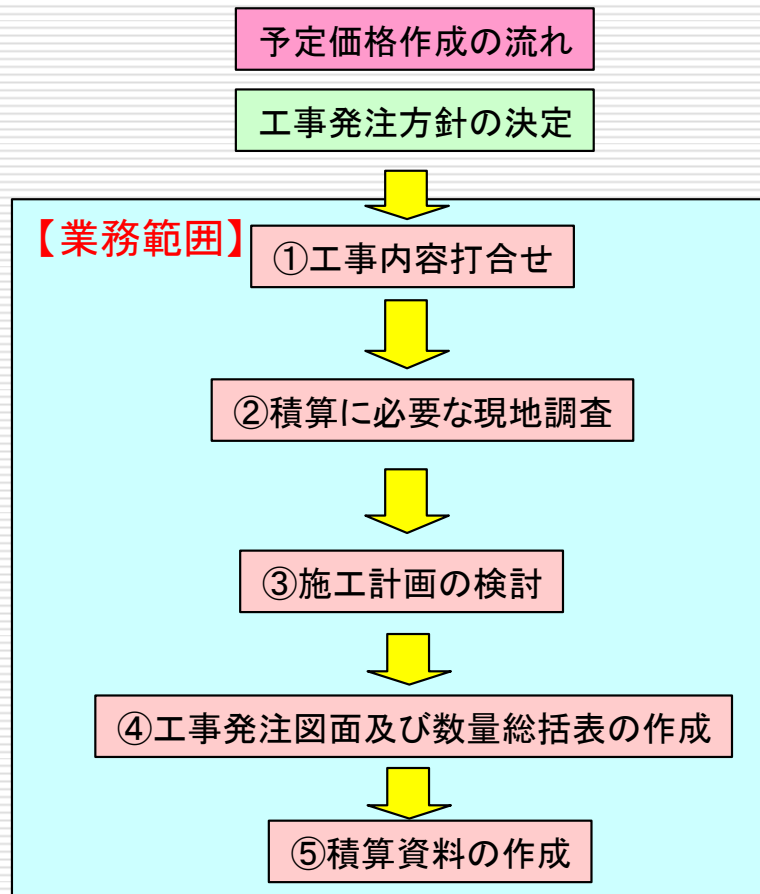 予定価格作成の流れ
工事発注方針の決定
【業務範囲】
①工事内容打合せ
②積算に必要な現地調査
③施工計画の検討
④工事発注図面及び数量総括表の作成
⑤積算資料の作成